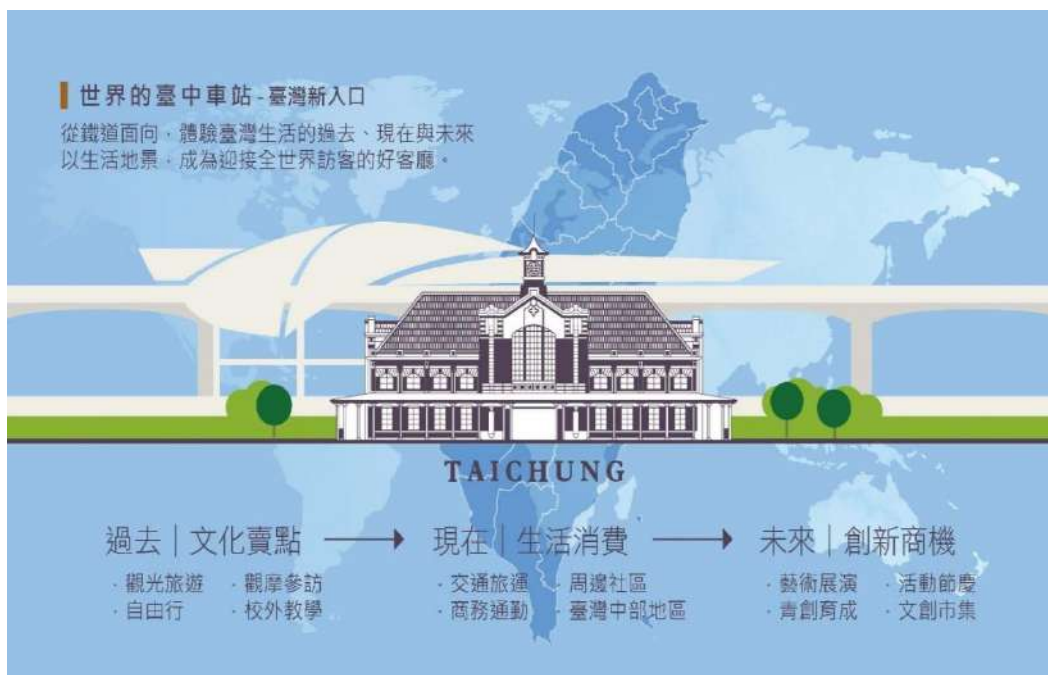 世界的臺中車站-臺灣新入口
從鐵道面向，體驗臺灣生活的過去、現在與未來
以生活地景，成為迎接全世界訪客的好客廳。
TAICHUNG
過去｜文化賣點 → 現在｜生活消費 → 未來｜創新商機
·觀光旅遊 ·觀摩參訪 ·交通旅運 ·周邊社區 ·藝術展演 ·活動節慶
·自由行 ·校外教學 ·商務通勤 ·臺灣中部地區 ·青創育成 ·文創市集